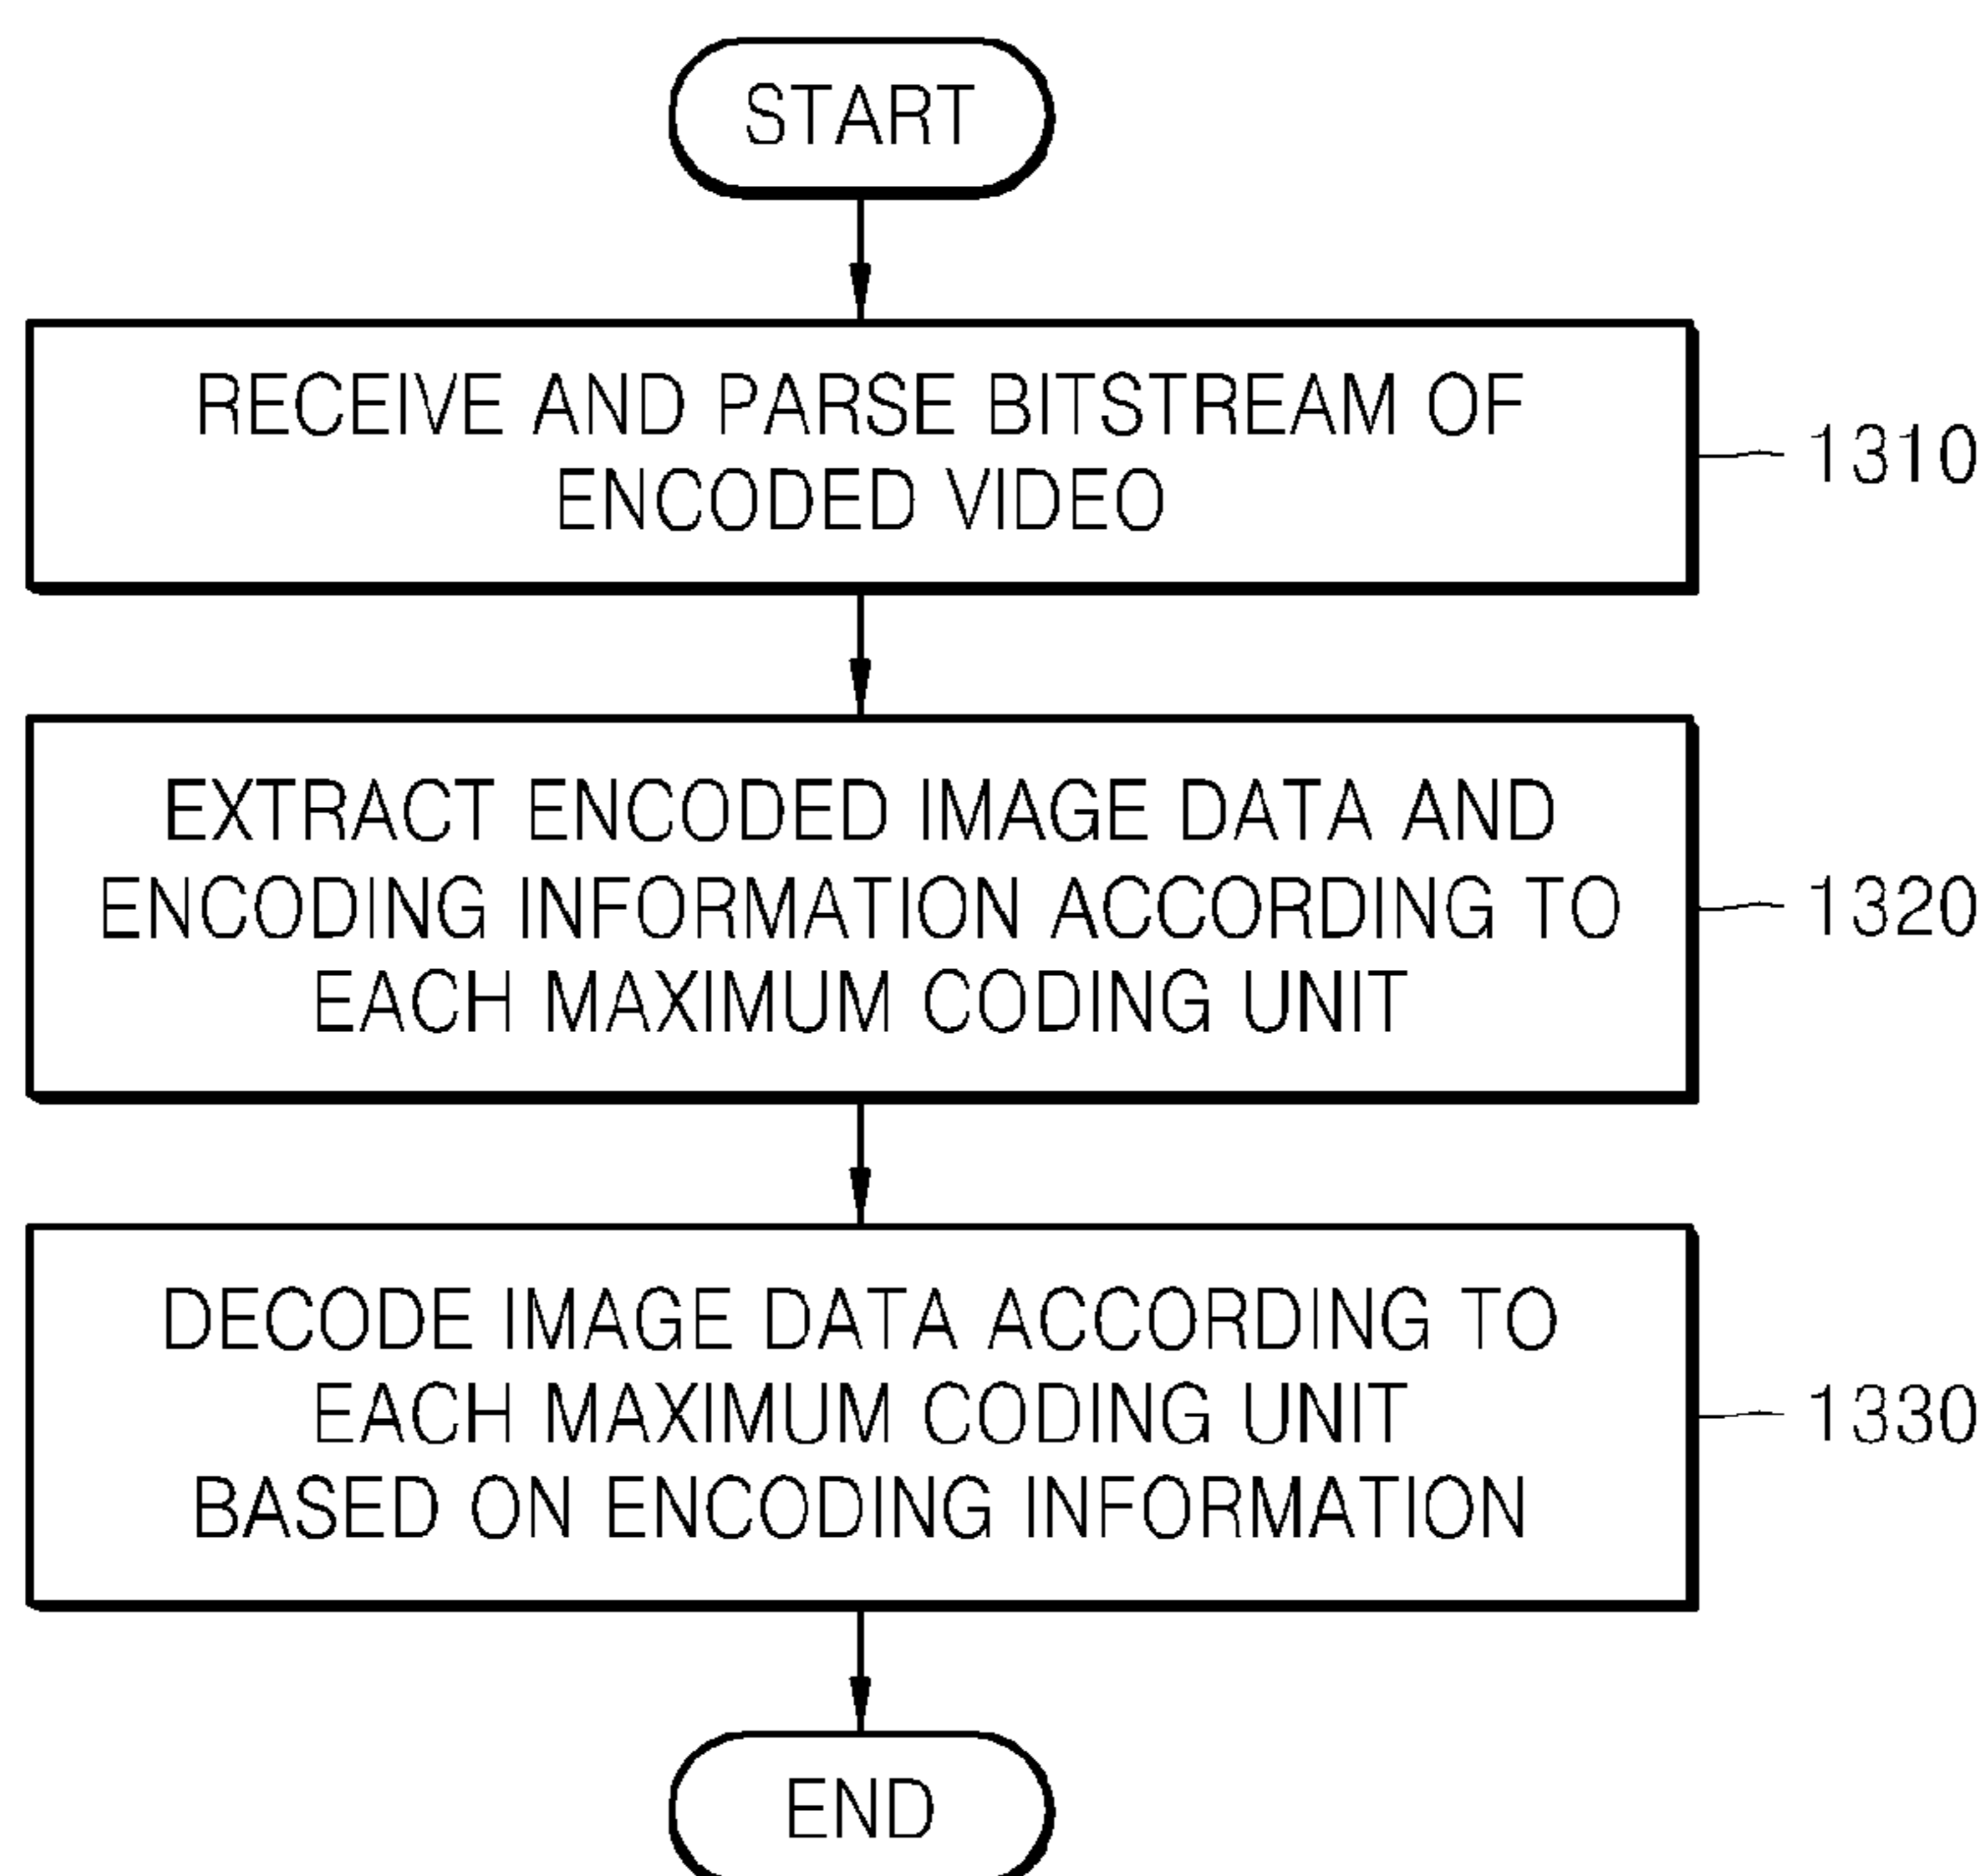 START
RECEIVE AND PARSE BITSTREAM OF
ENCODED VIDEO
1310
EXTRACT ENCODED IMAGE DATA AND
ENCODING INFORMATION ACCORDING TO
EACH MAXIMUM CODING UNIT
1320
DECODE IMAGE DATA ACCORDING TO
EACH MAXIMUM CODING UNIT
BASED ON ENCODING INFORMATION
1330
END